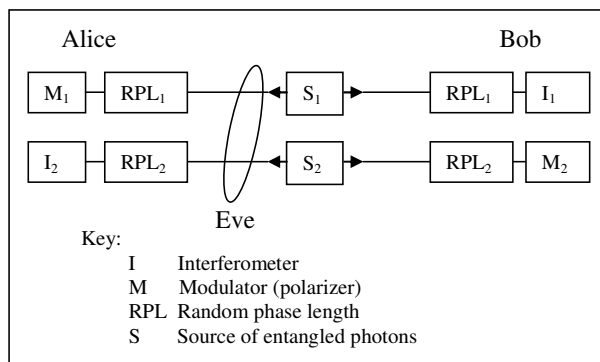 Alice Bob
M₁ RPL₁ S₁ RPL₁ I₁
I₂ RPL₂ S₂ RPL₂ M₂
Eve
Key:
I Interferometer
M Modulator (polarizer)
RPL Random phase length
S Source of entangled photons